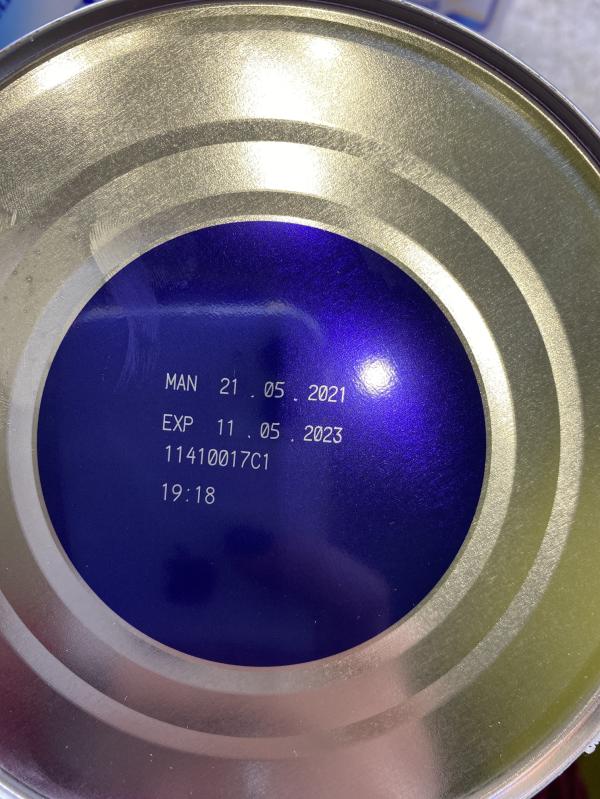 MAN 21 . 05 . 2021
EXP 11 . 05 . 2023
11410017C1
19:18